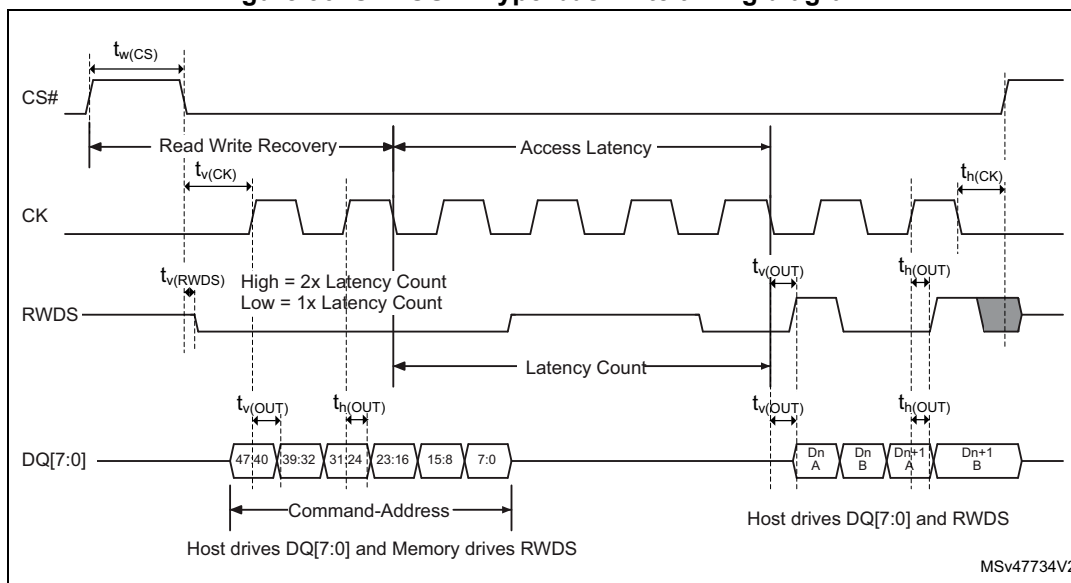 tw(CS)
CS#
Read Write Recovery
Access Latency
tv(CK)
th(CK)
CK
tv(RWDS)
High = 2x Latency Count
Low = 1x Latency Count
tv(OUT)
th(OUT)
RWDS
Latency Count
tv(OUT)
th(OUT)
tv(OUT)
th(OUT)
DQ[7:0]
47:40
39:32
31:24
23:16
15:8
7:0
Dn A
Dn B
Dn+1 A
Dn+1 B
Command-Address
Host drives DQ[7:0] and RWDS
Host drives DQ[7:0] and Memory drives RWDS
MSv47734V2